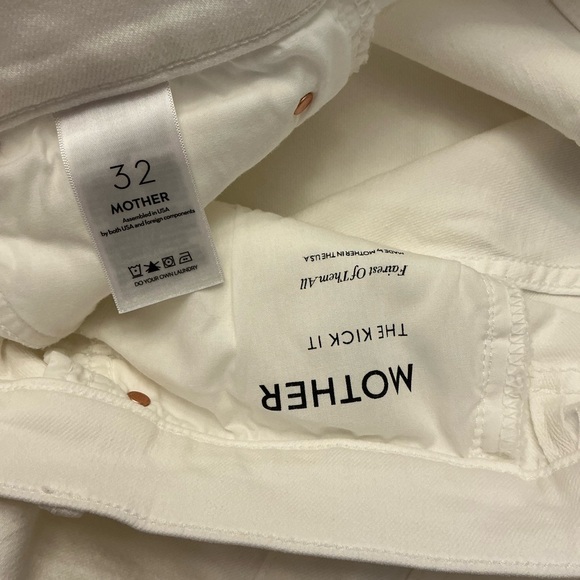 32
MOTHER
Assembled in USA
by both USA and foreign components
DO YOUR OWN LAUNDRY
MOTHER
THE KICK IT
Fairest Of Them All
MADE by MOTHER IN THE USA